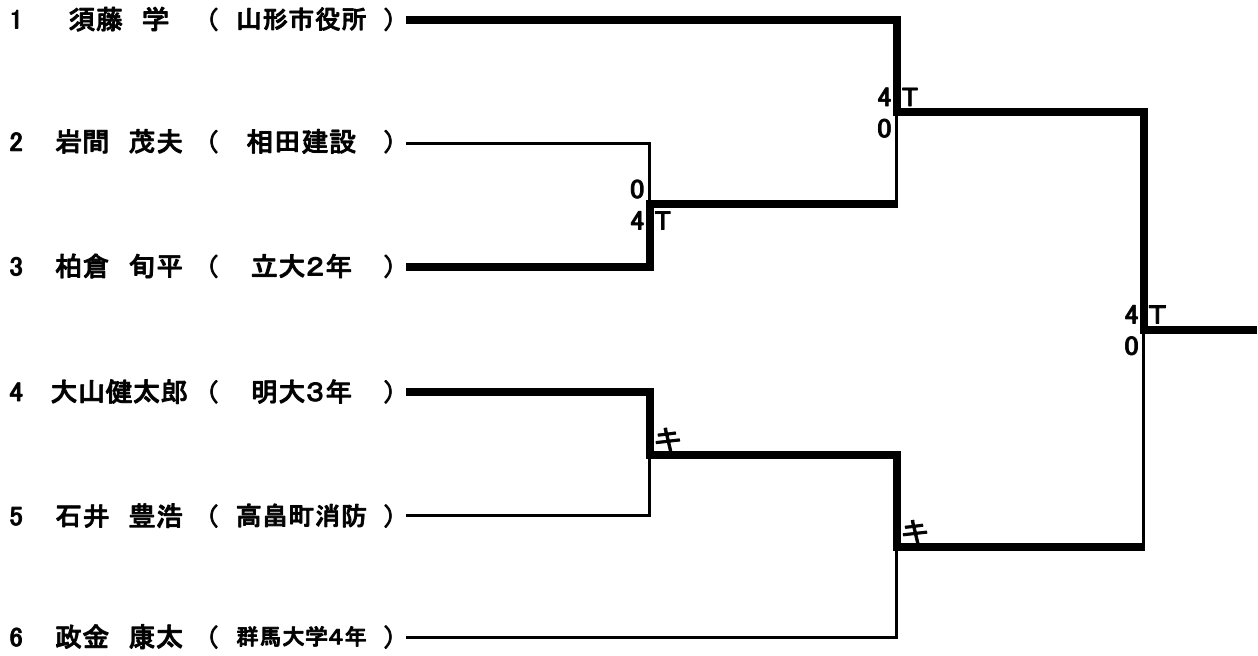 1 須藤 学 ( 山形市役所 )
4 T
0
2 岩間 茂夫 ( 相田建設 )
0
4 T
3 柏倉 旬平 ( 立大2年 )
4 T
0
4 大山健太郎 ( 明大3年 )
キ
5 石井 豊浩 ( 高畠町消防 )
キ
6 政金 康太 ( 群馬大学4年 )